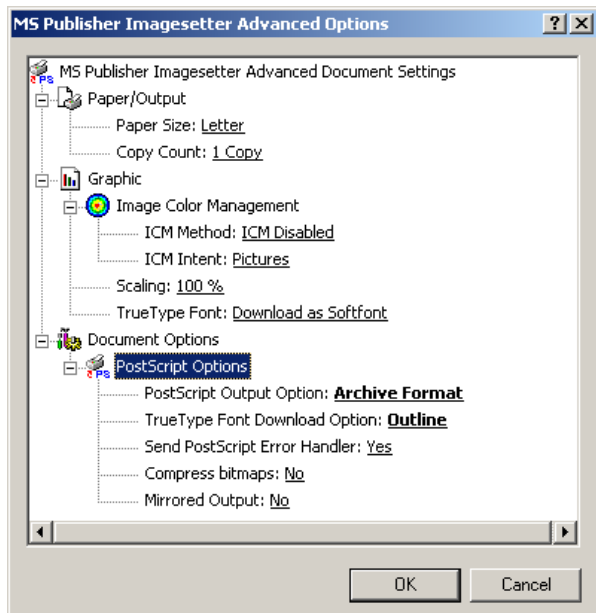 MS Publisher Imagesetter Advanced Options
MS Publisher Imagesetter Advanced Document Settings
Paper/Output
Paper Size: Letter
Copy Count: 1 Copy
Graphic
Image Color Management
ICM Method: ICM Disabled
ICM Intent: Pictures
Scaling: 100 %
TrueType Font: Download as Softfont
Document Options
PostScript Options
PostScript Output Option: Archive Format
TrueType Font Download Option: Outline
Send PostScript Error Handler: Yes
Compress bitmaps: No
Mirrored Output: No
OK Cancel